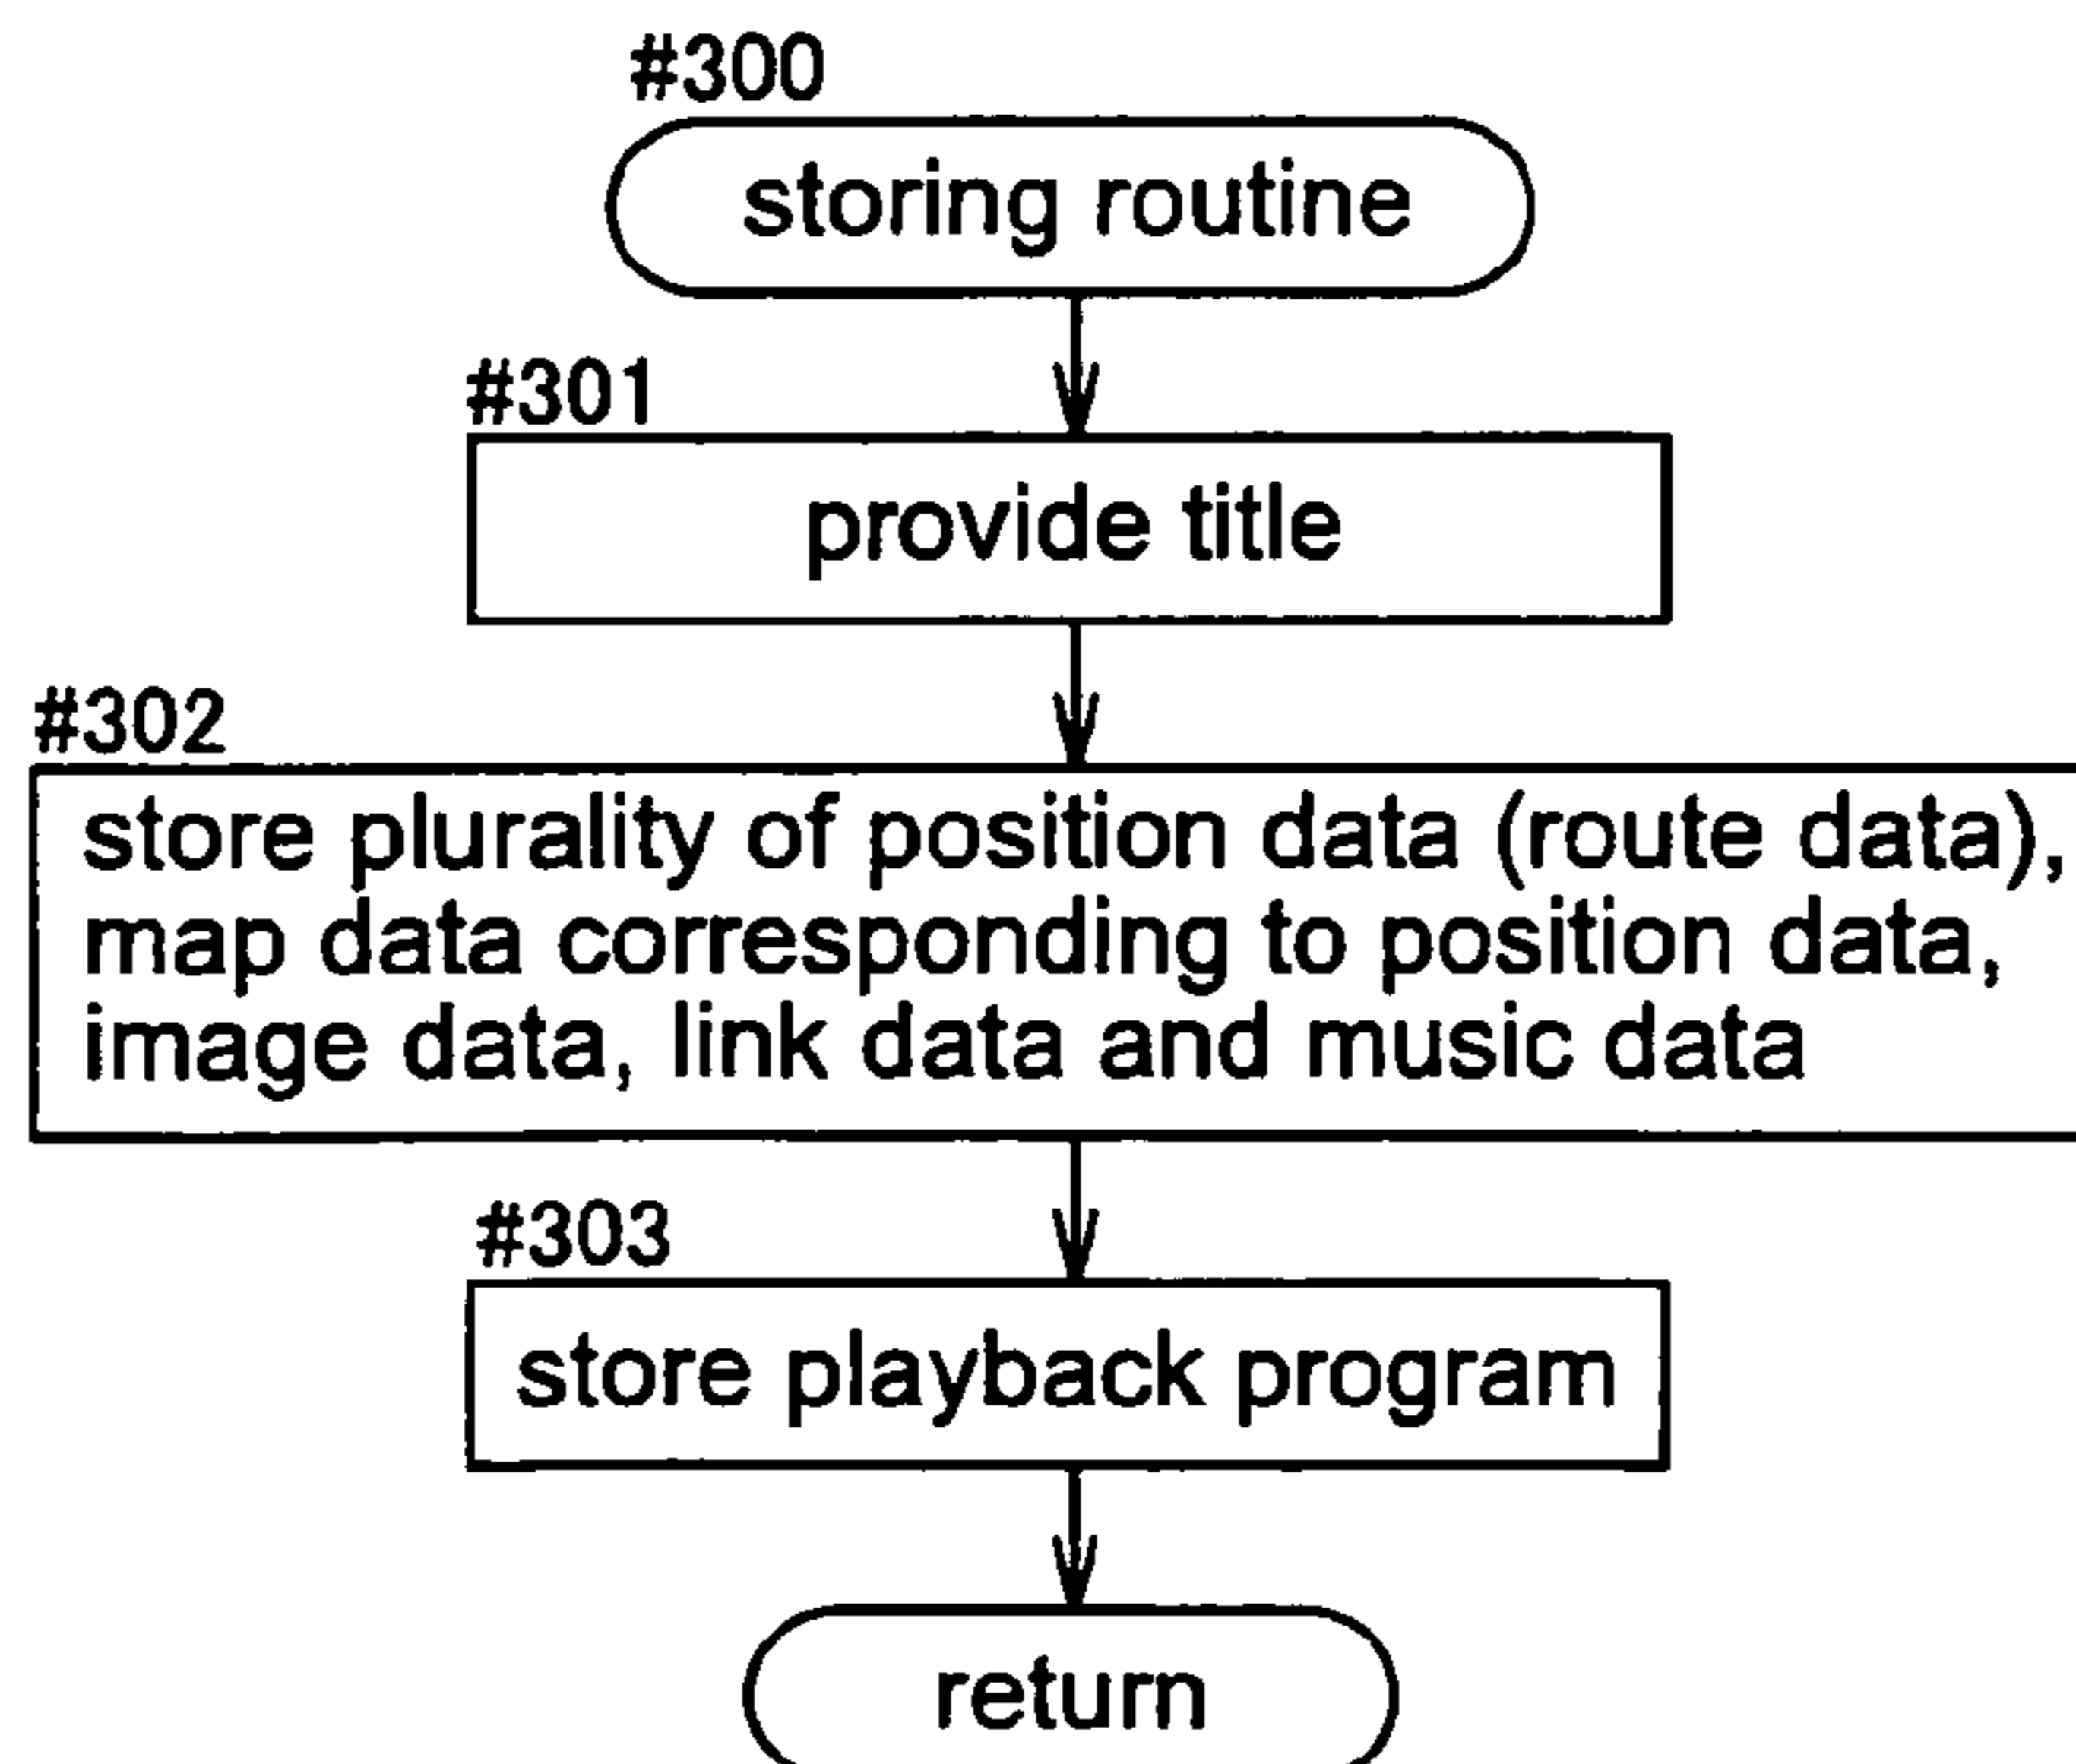 #300
storing routine
#301
provide title
#302
store plurality of position data (route data),
map data corresponding to position data,
image data, link data and music data
#303
store playback program
return